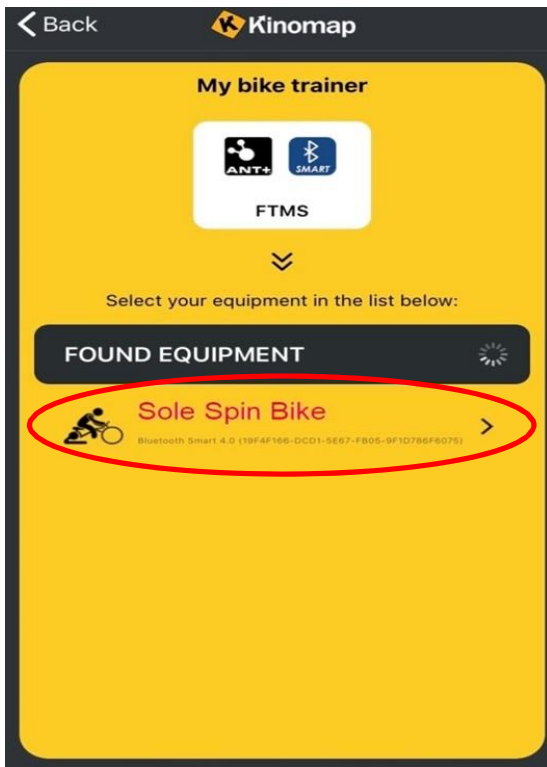 Back
Kinomap
My bike trainer
ANT+
SMART
FTMS
Select your equipment in the list below:
FOUND EQUIPMENT
Sole Spin Bike
Bluetooth Smart 4.0 (19F4F166-DCD1-5E67-FB05-9F1D786F6075)